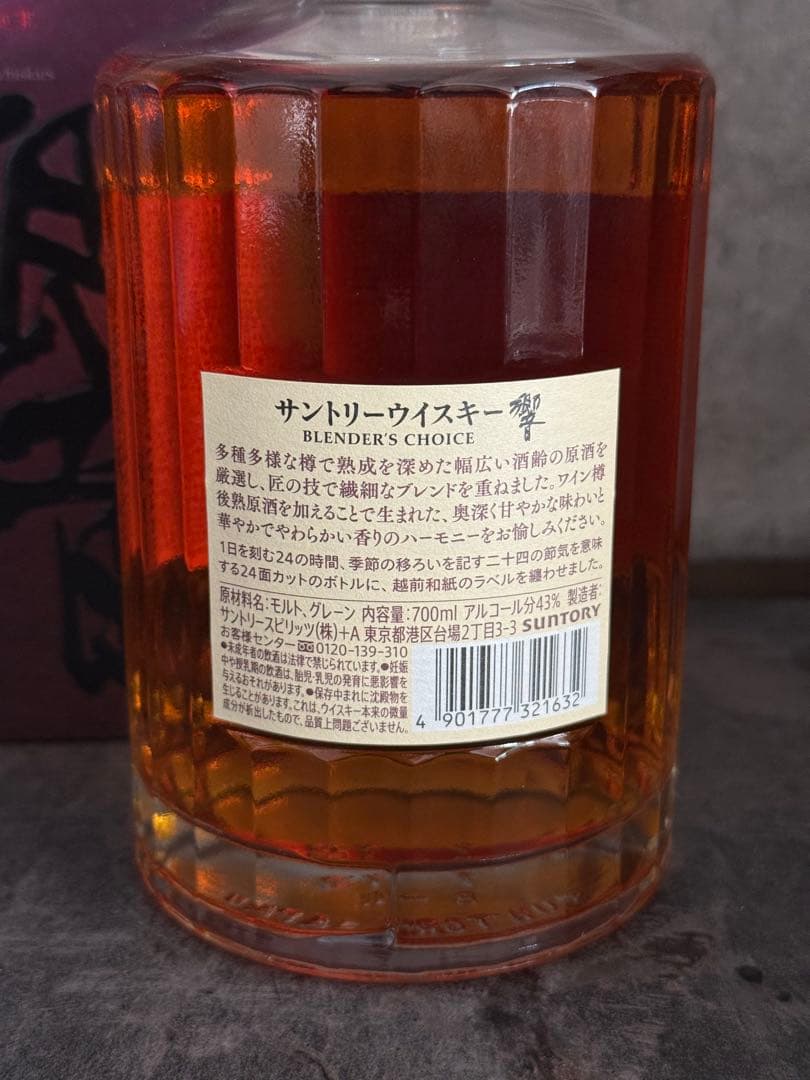 サントリーウイスキー 響
BLENDER'S CHOICE
多種多様な樽で熟成を深めた幅広い酒齢の原酒を
厳選し、匠の技で繊細なブレンドを重ねました。ワイン樽
後熟原酒を加えることで生まれた、奥深く甘やかな味わいと
華やかでやわらかい香りのハーモニーをお愉しみください。
1日を刻む24の時間、季節の移ろいを記す二十四の節気を意味
する24面カットのボトルに、越前和紙のラベルを纏わせました。
原材料名:モルト、グレーン 内容量:700ml アルコール分43% 製造者:
サントリースピリッツ(株)+A 東京都港区台場2丁目3-3 SUNTORY
お客様センター 0120-139-310
●未成年者の飲酒は法律で禁じられています。●妊娠
中や授乳期の飲酒は、胎児・乳児の発育に悪影響を
与えるおそれがあります。●保存中まれに沈殿物を
生じることがあります。これは、ウイスキー本来の微量
成分が析出したもので、品質上問題ございません。
4 901777 321632